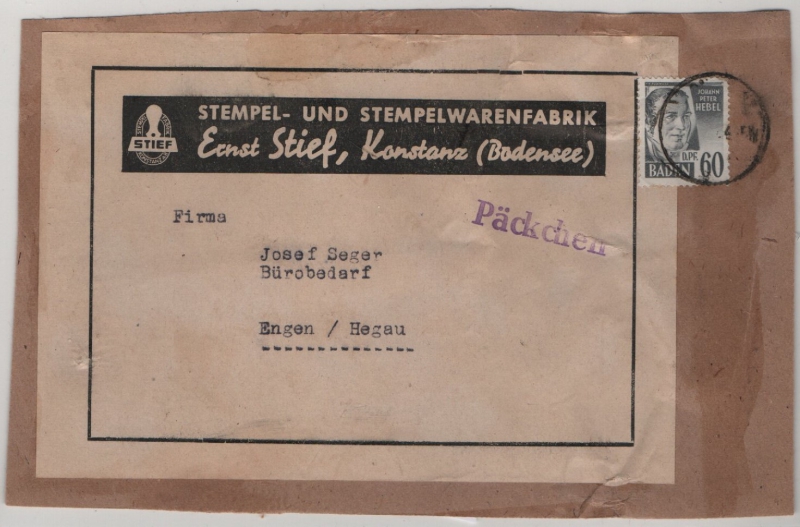 STEMPEL- UND STEMPELWARENFABRIK
Ernst Stief, Konstanz (Bodensee)
STIEF
JOHANN
PETER
HEBEL
D.PF.
BADEN 60
Päckchen
Firma
Josef Seger
Bürobedarf
Engen / Hegau